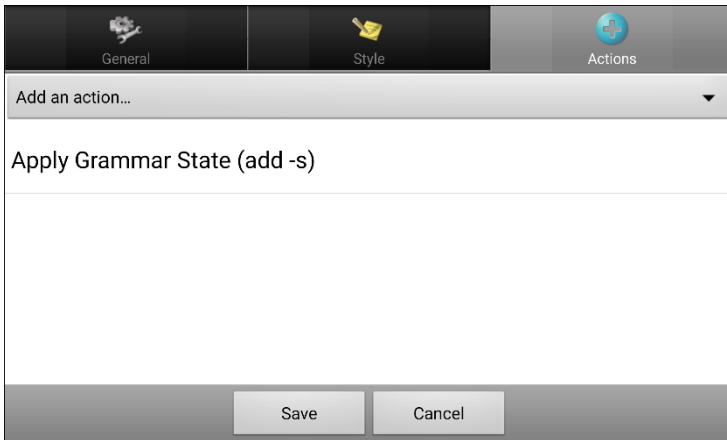 General Style Actions
Add an action...
Apply Grammar State (add -s)
Save Cancel